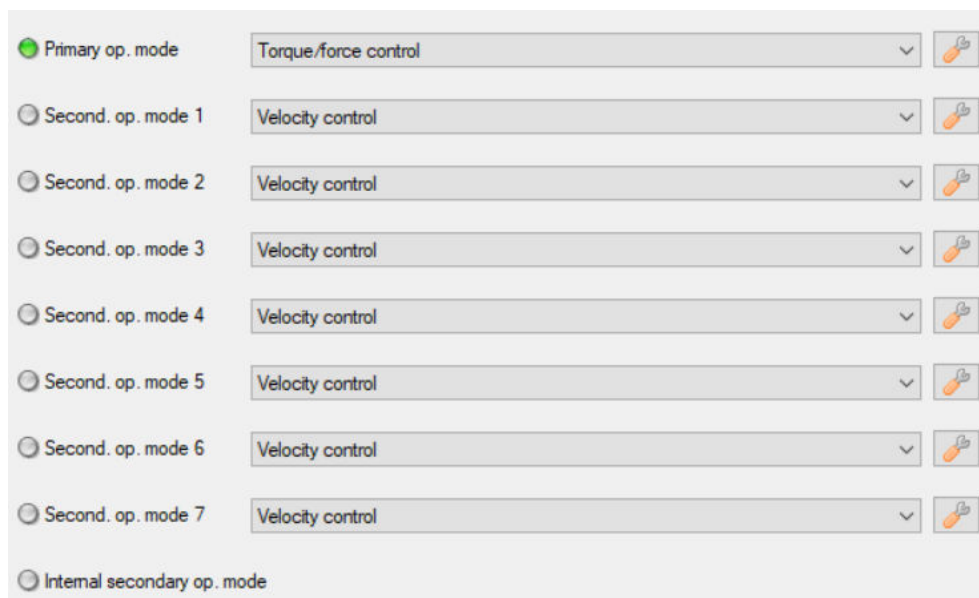 Primary op. mode Torque/force control
Second. op. mode 1 Velocity control
Second. op. mode 2 Velocity control
Second. op. mode 3 Velocity control
Second. op. mode 4 Velocity control
Second. op. mode 5 Velocity control
Second. op. mode 6 Velocity control
Second. op. mode 7 Velocity control
Internal secondary op. mode